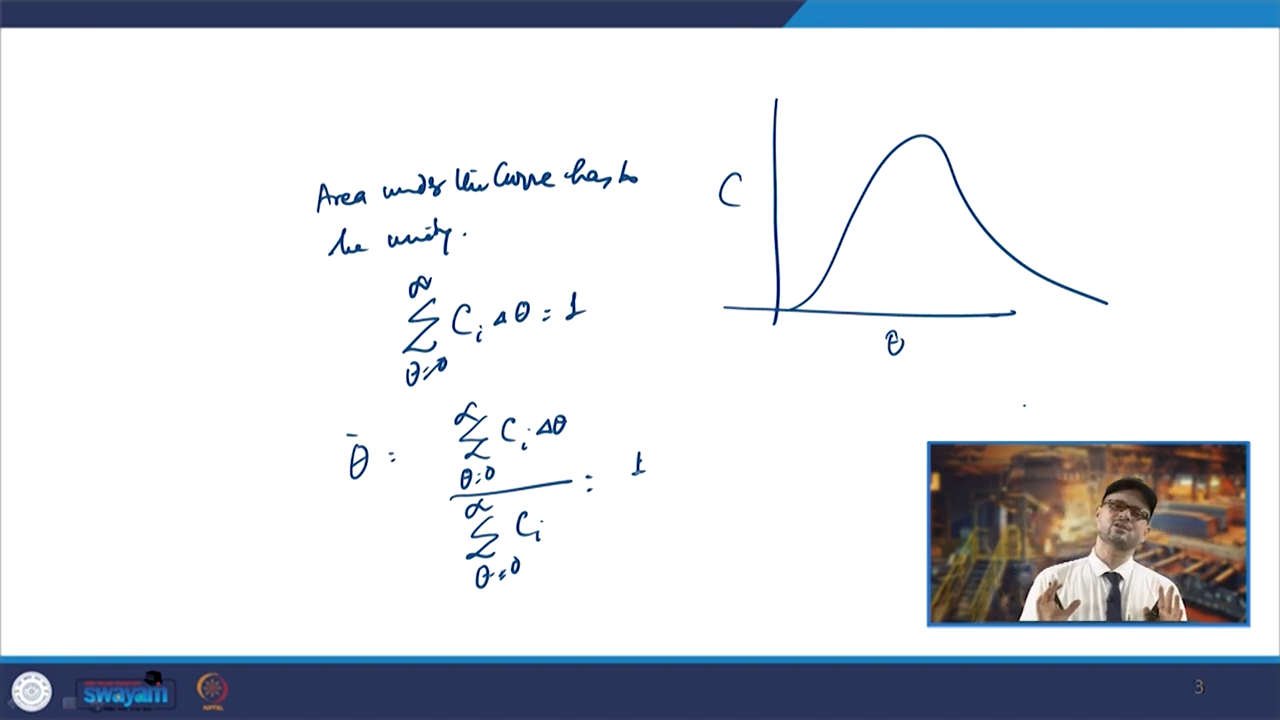 Area under the Curve has to
be unity.
∞
∑ Ci Δθ = 1
θ=0
∞
∑ Ci Δθ
θ=0
θ̄ = = 1
∞
∑ Ci
θ=0
C
θ
3
swayam
NPTEL